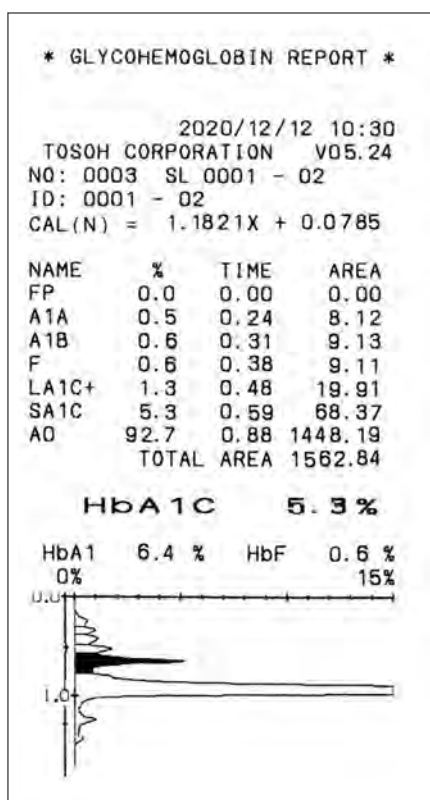 * GLYCOHEMOGLOBIN REPORT *
2020/12/12 10:30
TOSOH CORPORATION V05.24
NO: 0003 SL 0001 - 02
ID: 0001 - 02
CAL(N) = 1.1821X + 0.0785
NAME % TIME AREA
FP 0.0 0.00 0.00
A1A 0.5 0.24 8.12
A1B 0.6 0.31 9.13
F 0.6 0.38 9.11
LA1C+ 1.3 0.48 19.91
SA1C 5.3 0.59 68.37
A0 92.7 0.88 1448.19
TOTAL AREA 1562.84
HbA1C 5.3%
HbA1 6.4 % HbF 0.6 %
0% 15%
0.0
1.0